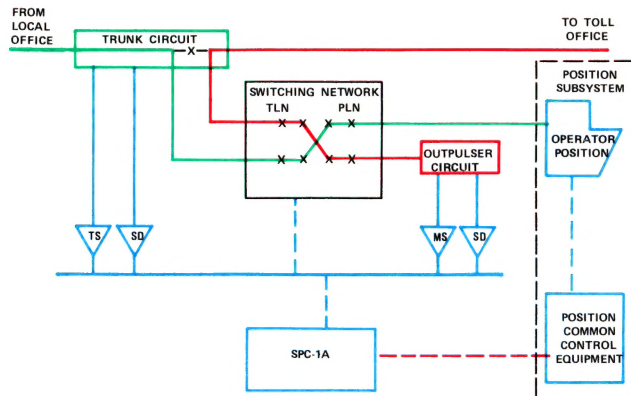 FROM
LOCAL
OFFICE
TRUNK CIRCUIT
X
TO TOLL
OFFICE
POSITION
SUBSYSTEM
SWITCHING NETWORK
TLN PLN
X X X X
X X X X
OPERATOR
POSITION
OUTPULSER
CIRCUIT
TS
SD
MS
SD
SPC-1A
POSITION
COMMON
CONTROL
EQUIPMENT